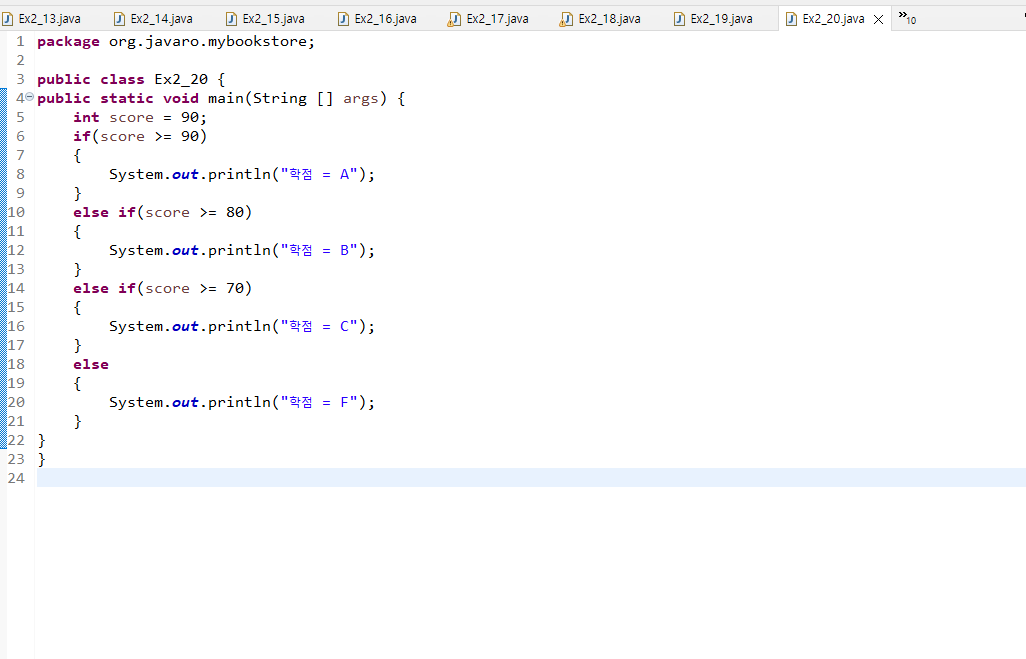 Ex2_13.java Ex2_14.java Ex2_15.java Ex2_16.java Ex2_17.java Ex2_18.java Ex2_19.java Ex2_20.java »10
1 package org.javaro.mybookstore;
2
3 public class Ex2_20 {
4 public static void main(String [] args) {
5     int score = 90;
6     if(score >= 90)
7     {
8         System.out.println("학점 = A");
9     }
10     else if(score >= 80)
11     {
12         System.out.println("학점 = B");
13     }
14     else if(score >= 70)
15     {
16         System.out.println("학점 = C");
17     }
18     else
19     {
20         System.out.println("학점 = F");
21     }
22 }
23 }
24